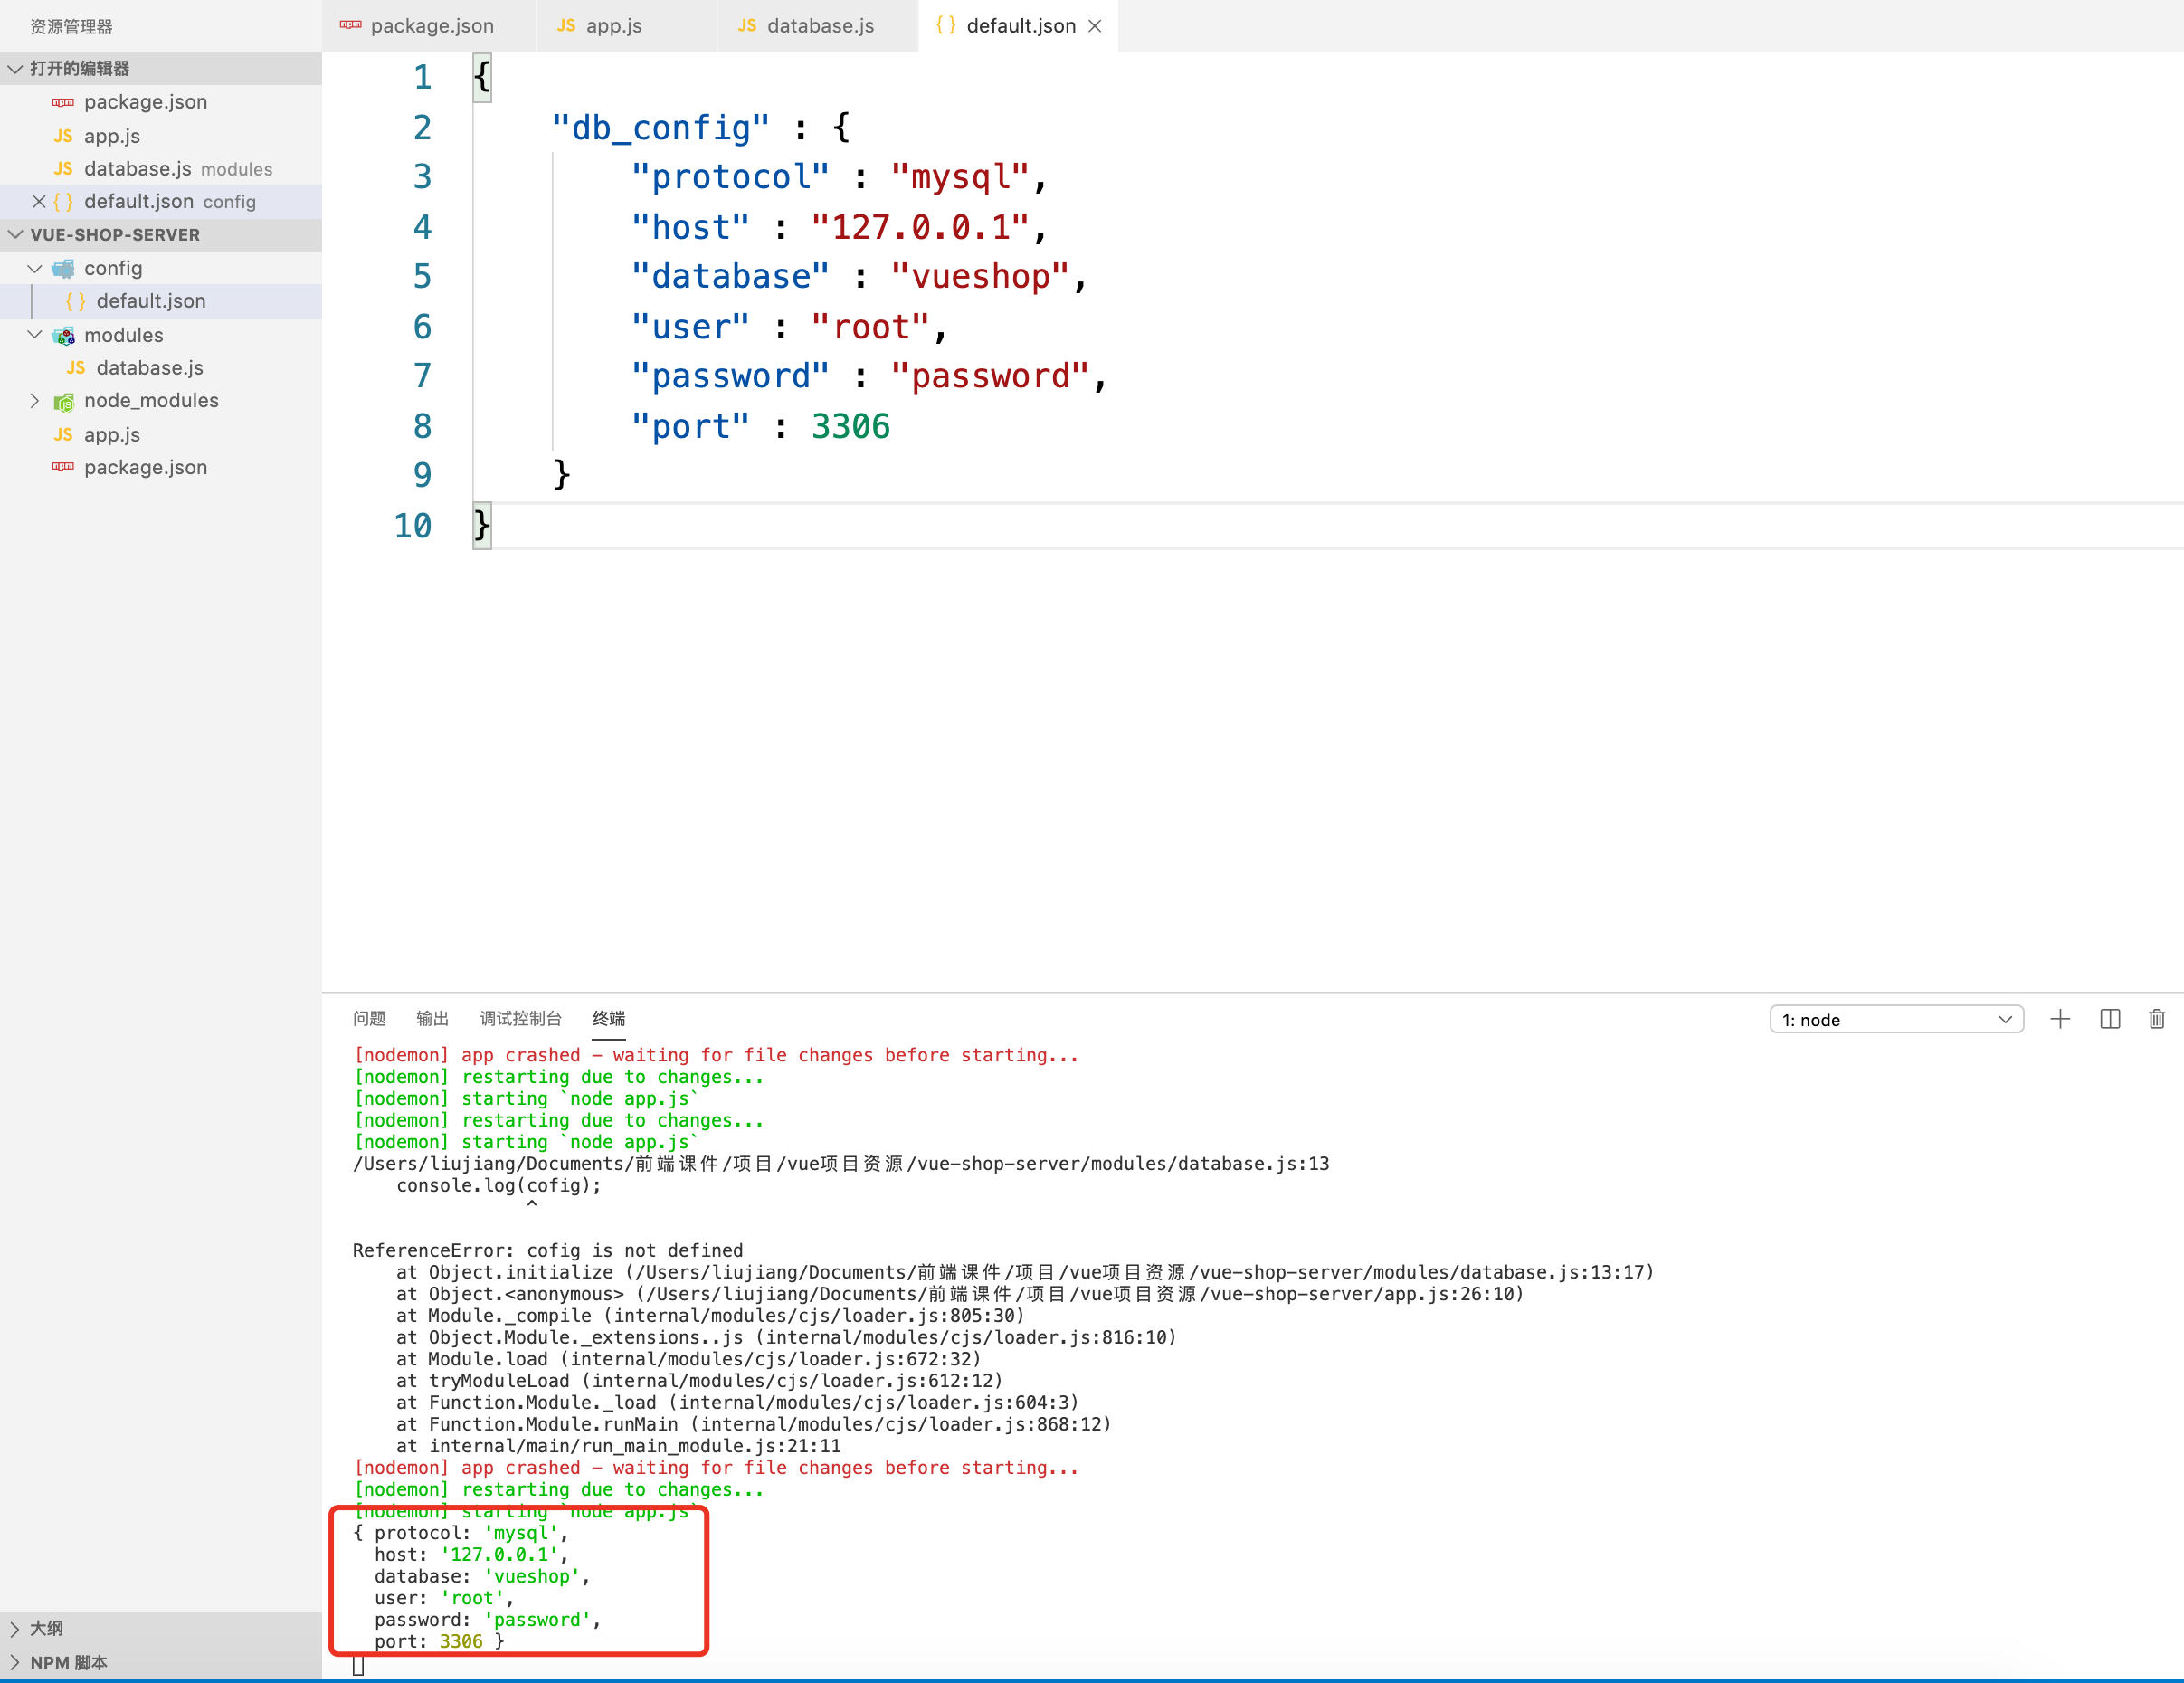 资源管理器
打开的编辑器
package.json
JS app.js
JS database.js modules
{ } default.json config
VUE-SHOP-SERVER
config
{ } default.json
modules
JS database.js
node_modules
JS app.js
package.json
大纲
NPM 脚本
package.json JS app.js JS database.js { } default.json
1 {
2 "db_config" : {
3 "protocol" : "mysql",
4 "host" : "127.0.0.1",
5 "database" : "vueshop",
6 "user" : "root",
7 "password" : "password",
8 "port" : 3306
9 }
10 }
问题 输出 调试控制台 终端 1: node
[nodemon] app crashed - waiting for file changes before starting...
[nodemon] restarting due to changes...
[nodemon] starting `node app.js`
[nodemon] restarting due to changes...
[nodemon] starting `node app.js`
/Users/liujiang/Documents/前端课件/项目/vue项目资源/vue-shop-server/modules/database.js:13
console.log(cofig);
^
ReferenceError: cofig is not defined
at Object.initialize (/Users/liujiang/Documents/前端课件/项目/vue项目资源/vue-shop-server/modules/database.js:13:17)
at Object.<anonymous> (/Users/liujiang/Documents/前端课件/项目/vue项目资源/vue-shop-server/app.js:26:10)
at Module._compile (internal/modules/cjs/loader.js:805:30)
at Object.Module._extensions..js (internal/modules/cjs/loader.js:816:10)
at Module.load (internal/modules/cjs/loader.js:672:32)
at tryModuleLoad (internal/modules/cjs/loader.js:612:12)
at Function.Module._load (internal/modules/cjs/loader.js:604:3)
at Function.Module.runMain (internal/modules/cjs/loader.js:868:12)
at internal/main/run_main_module.js:21:11
[nodemon] app crashed - waiting for file changes before starting...
[nodemon] restarting due to changes...
[nodemon] starting `node app.js`
{ protocol: 'mysql',
host: '127.0.0.1',
database: 'vueshop',
user: 'root',
password: 'password',
port: 3306 }